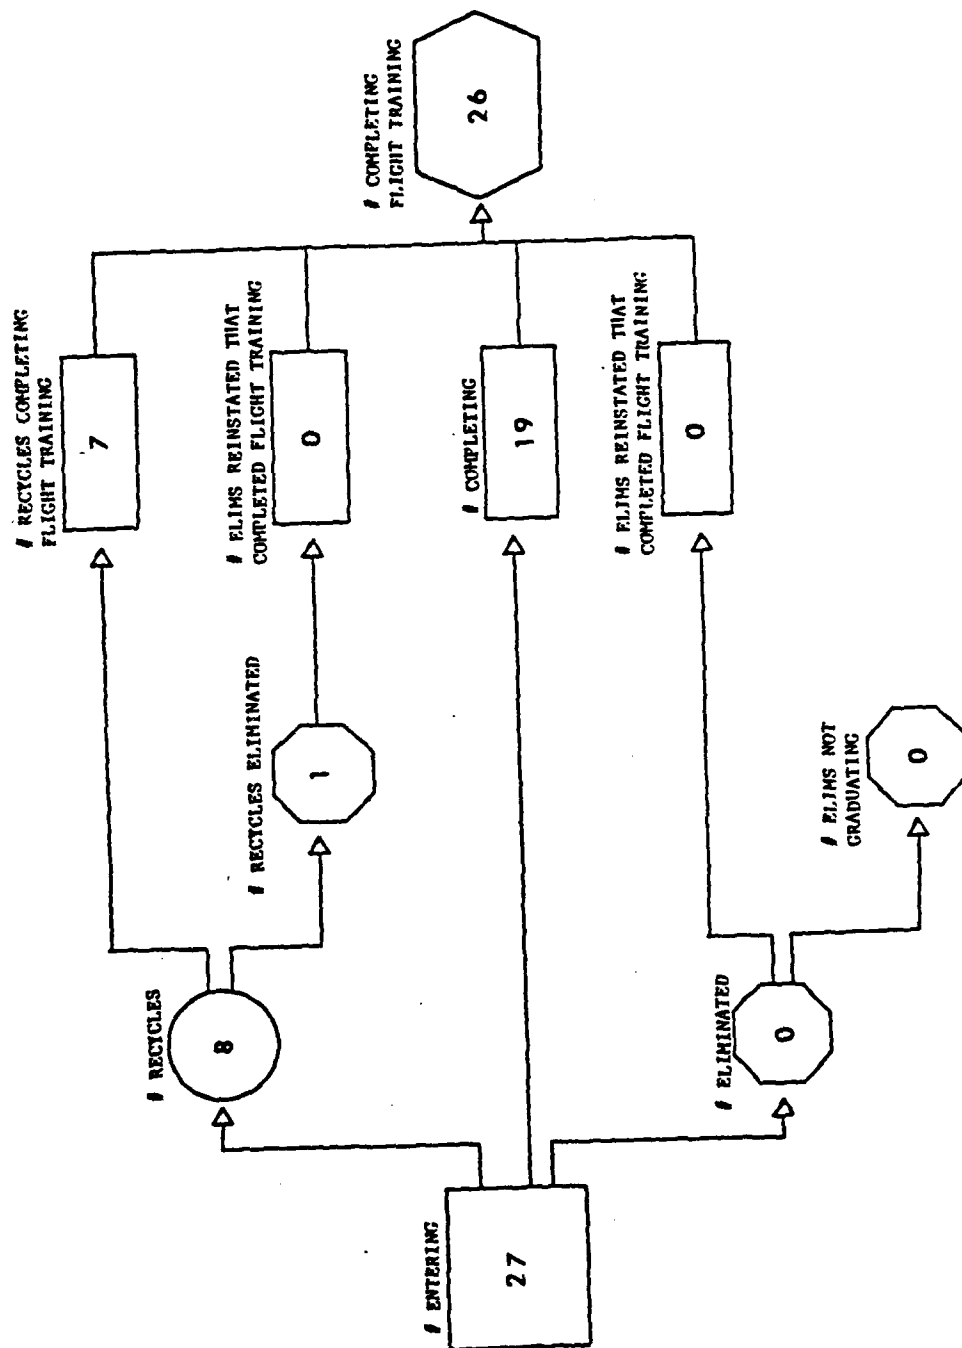 # ENTERING
27
# RECYCLES
8
# ELIMINATED
0
# RECYCLES ELIMINATED
1
# ELIMS NOT
GRADUATING
0
# RECYCLES COMPLETING
FLIGHT TRAINING
7
# ELIMS REINSTATED THAT
COMPLETED FLIGHT TRAINING
0
# COMPLETING
19
# ELIMS REINSTATED THAT
COMPLETED FLIGHT TRAINING
0
# COMPLETING
FLIGHT TRAINING
26